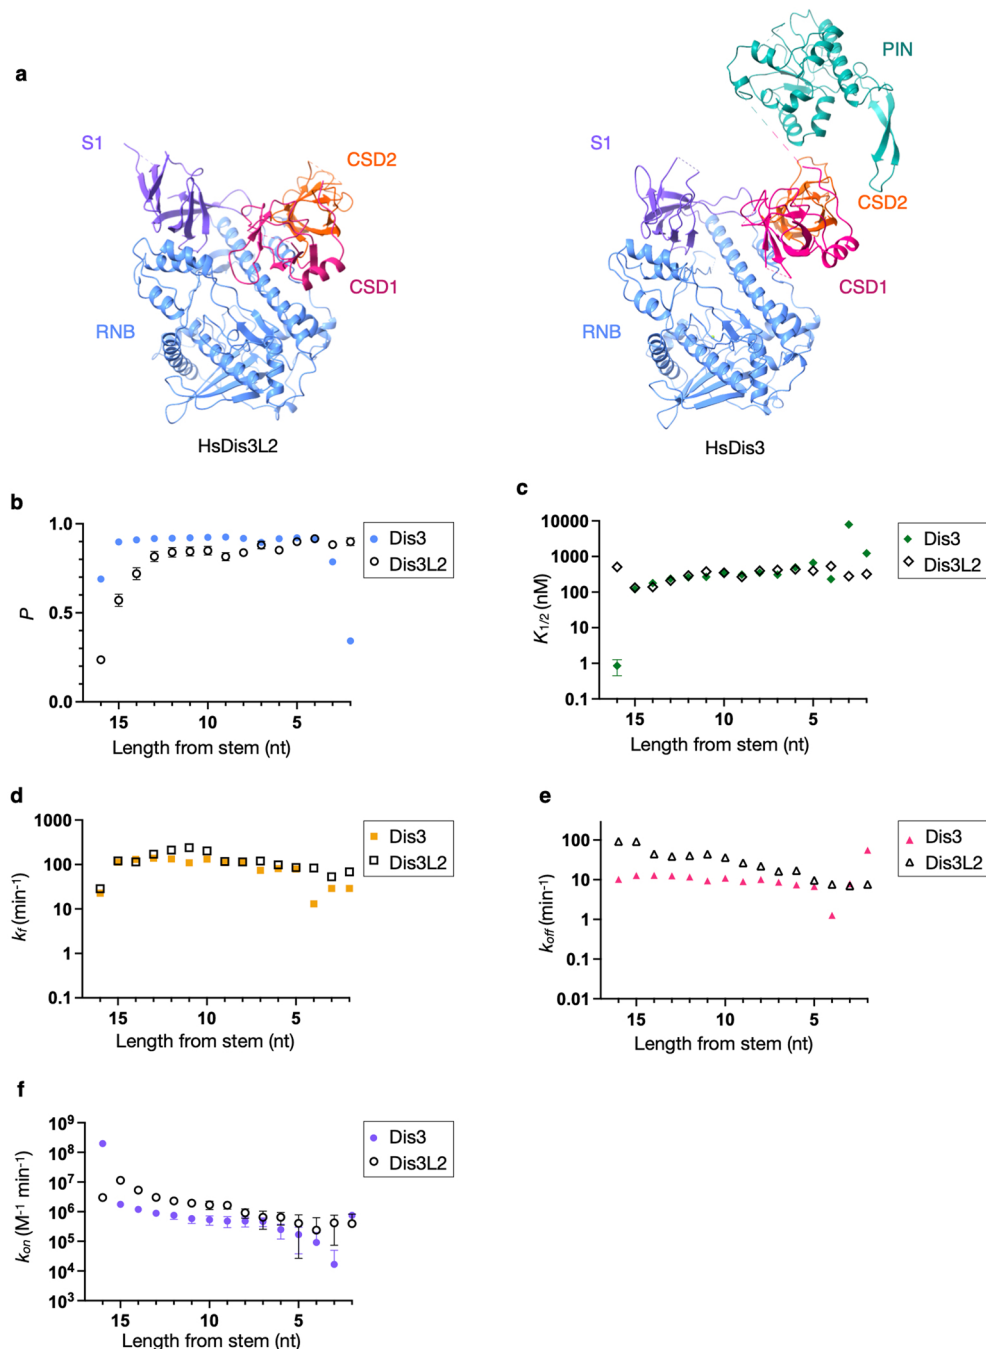 a
S1
CSD2
CSD1
RNB
HsDis3L2
PIN
S1
CSD2
CSD1
RNB
HsDis3
b
P
1.0
0.5
0.0
15
10
5
Length from stem (nt)
Dis3
Dis3L2
c
K1/2 (nM)
10000
1000
100
10
1
0.1
15
10
5
Length from stem (nt)
Dis3
Dis3L2
d
kf (min-1)
1000
100
10
1
0.1
15
10
5
Length from stem (nt)
Dis3
Dis3L2
e
koff (min-1)
100
10
1
0.1
0.01
15
10
5
Length from stem (nt)
Dis3
Dis3L2
f
kon (M-1 min-1)
10⁹
10⁸
10⁷
10⁶
10⁵
10⁴
10³
15
10
5
Length from stem (nt)
Dis3
Dis3L2